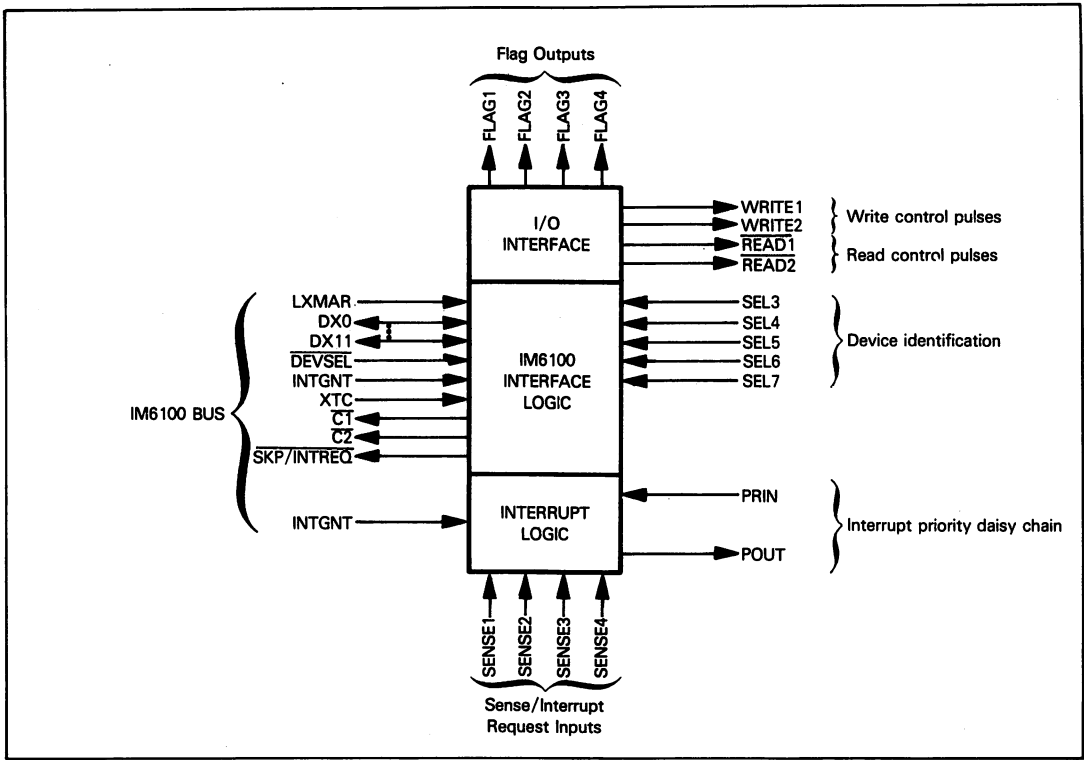 Flag Outputs
FLAG1
FLAG2
FLAG3
FLAG4
I/O
INTERFACE
WRITE1
WRITE2
READ1
READ2
Write control pulses
Read control pulses
IM6100 BUS
LXMAR
DX0
DX11
DEVSEL
INTGNT
XTC
C1
C2
SKP/INTREQ
INTGNT
IM6100
INTERFACE
LOGIC
SEL3
SEL4
SEL5
SEL6
SEL7
Device identification
INTERRUPT
LOGIC
PRIN
POUT
Interrupt priority daisy chain
SENSE1
SENSE2
SENSE3
SENSE4
Sense/Interrupt
Request Inputs